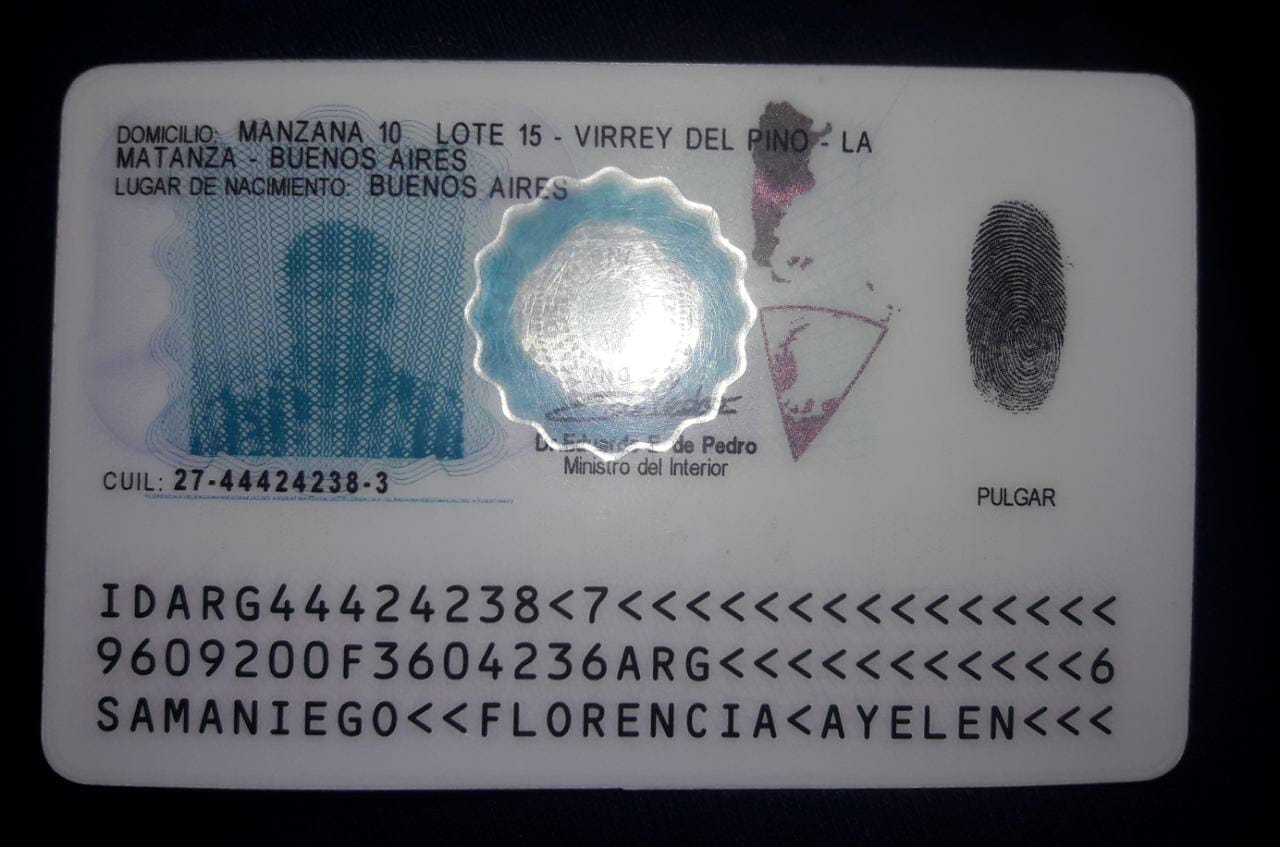 DOMICILIO: MANZANA 10 LOTE 15 - VIRREY DEL PINO - LA
MATANZA - BUENOS AIRES
LUGAR DE NACIMIENTO: BUENOS AIRES
Dr. Eduardo E. de Pedro
Ministro del Interior
CUIL: 27-44424238-3
PULGAR
IDARG44424238<7<<<<<<<<<<<<<<<
9609200F3604236ARG<<<<<<<<<<<6
SAMANIEGO<<FLORENCIA<AYELEN<<<